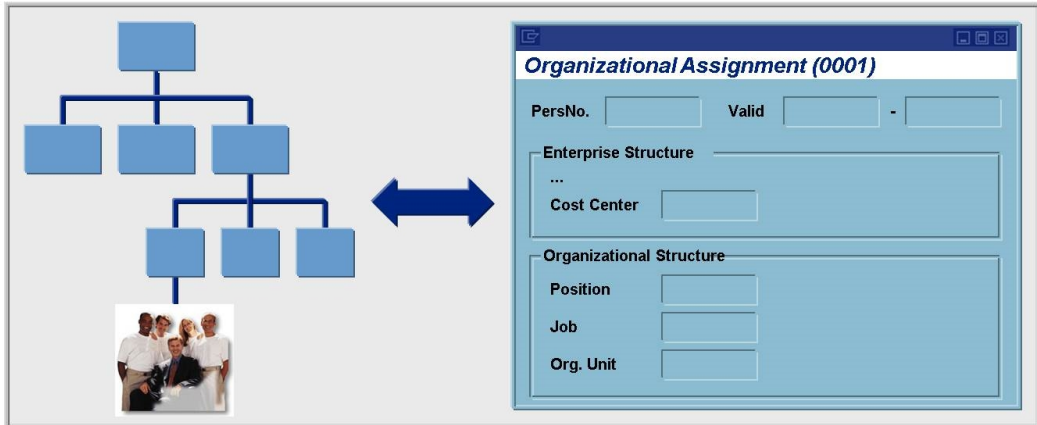 Organizational Assignment (0001)
PersNo. Valid -
Enterprise Structure
...
Cost Center
Organizational Structure
Position
Job
Org. Unit